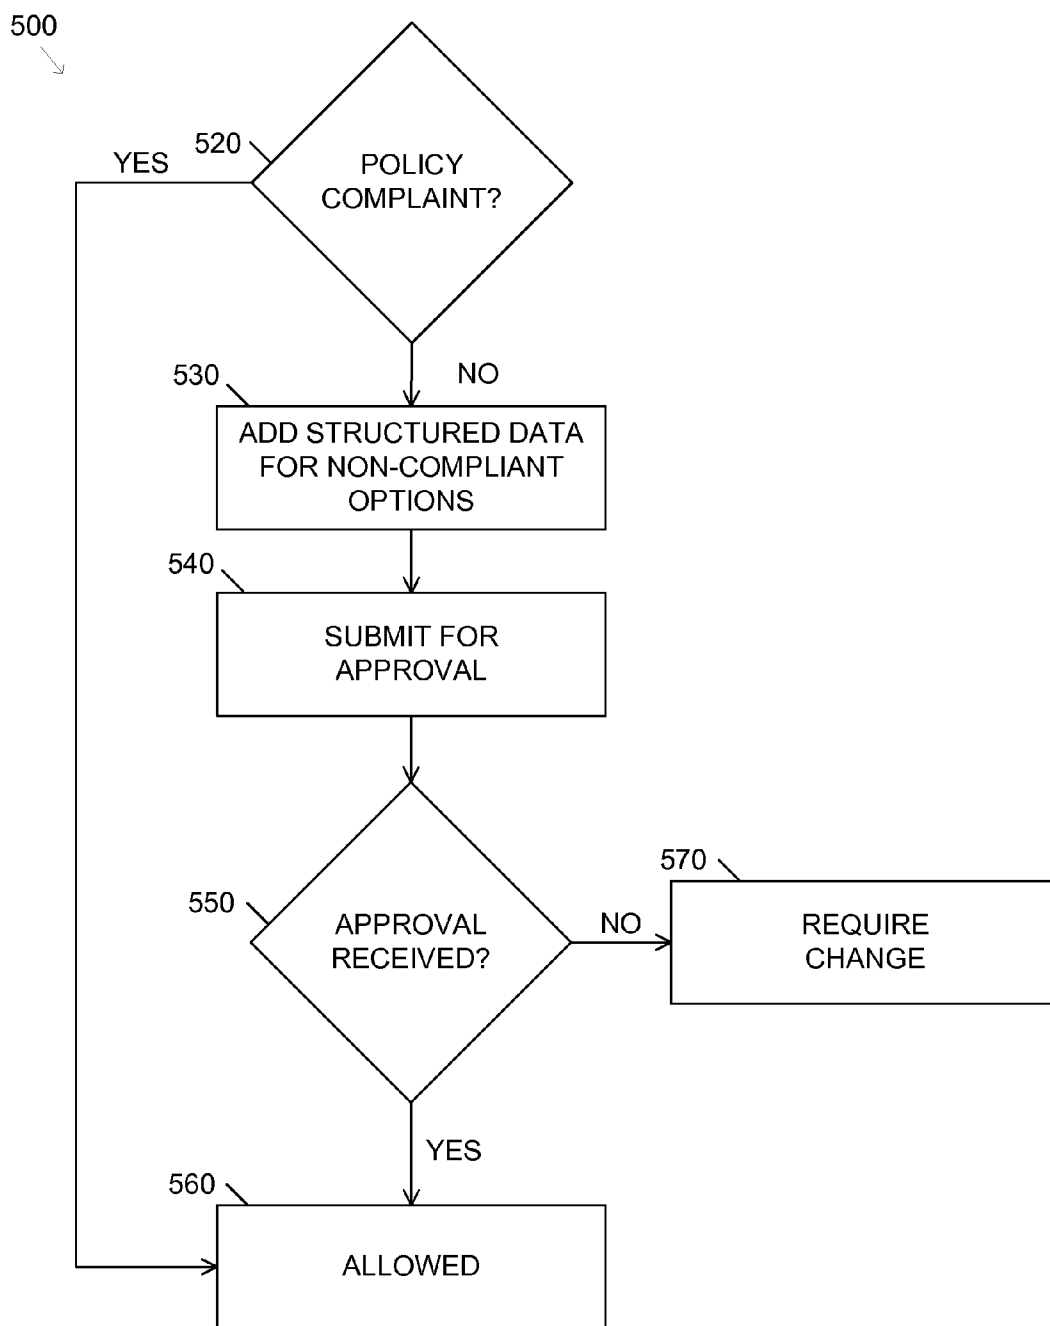 500
520
YES
POLICY
COMPLAINT?
NO
530
ADD STRUCTURED DATA
FOR NON-COMPLIANT
OPTIONS
540
SUBMIT FOR
APPROVAL
550
APPROVAL
RECEIVED?
NO
570
REQUIRE
CHANGE
YES
560
ALLOWED